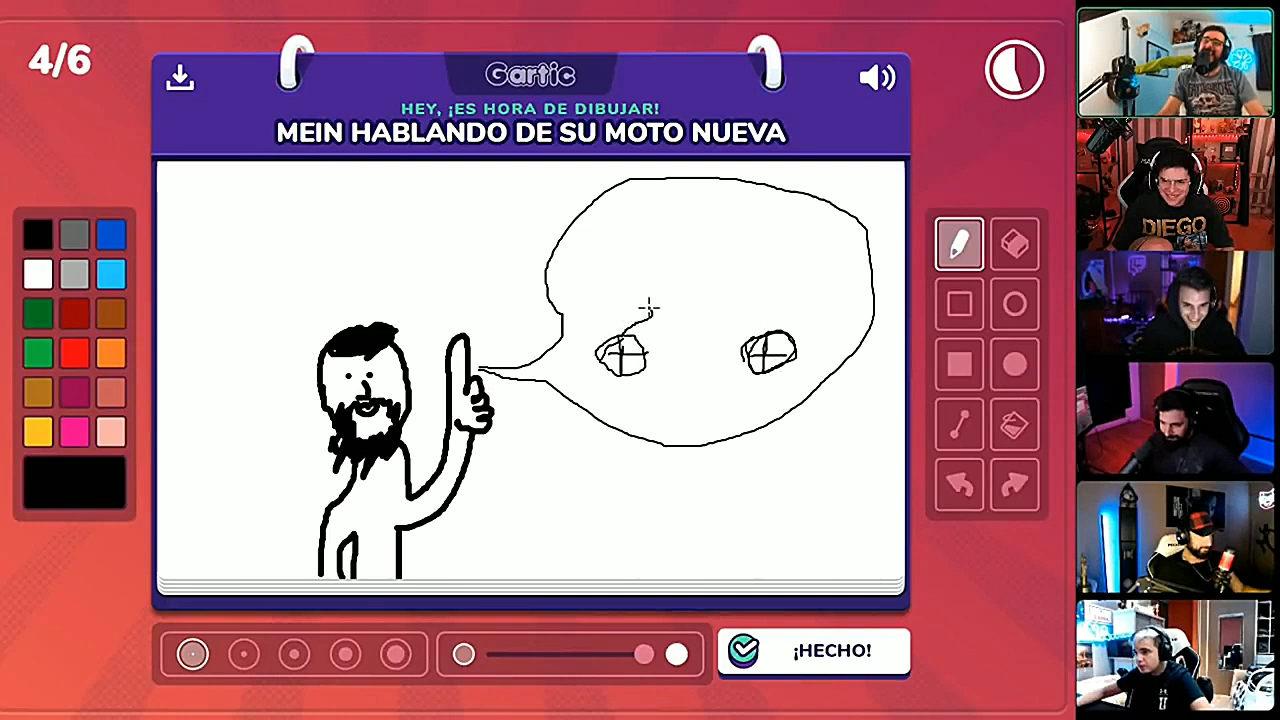 4/6
Gartic
HEY, ¡ES HORA DE DIBUJAR!
MEIN HABLANDO DE SU MOTO NUEVA
DIEGO
¡HECHO!